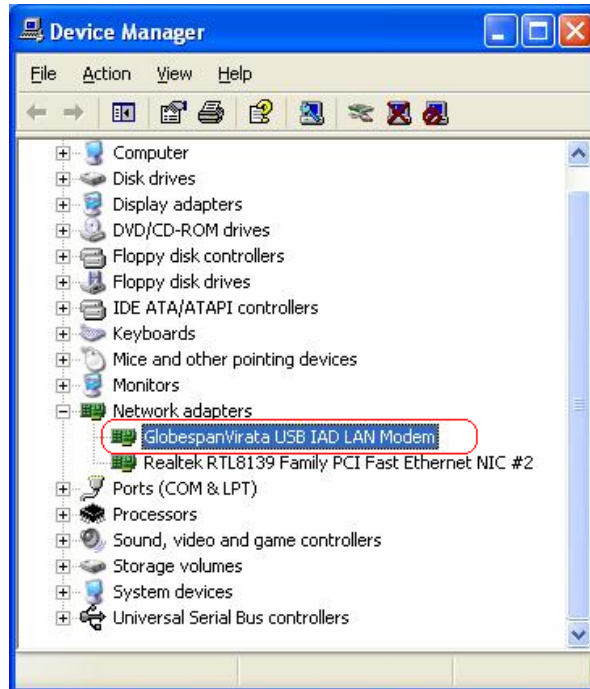 Device Manager
File Action View Help
Computer
Disk drives
Display adapters
DVD/CD-ROM drives
Floppy disk controllers
Floppy disk drives
IDE ATA/ATAPI controllers
Keyboards
Mice and other pointing devices
Monitors
Network adapters
GlobespanVirata USB IAD LAN Modem
Realtek RTL8139 Family PCI Fast Ethernet NIC #2
Ports (COM & LPT)
Processors
Sound, video and game controllers
Storage volumes
System devices
Universal Serial Bus controllers